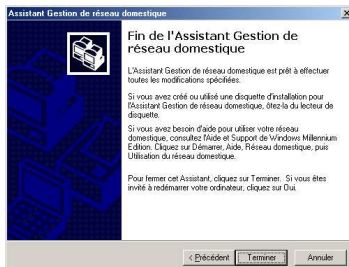 Assistant Gestion de réseau domestique
Fin de l'Assistant Gestion de
réseau domestique
L'Assistant Gestion de réseau domestique est prêt à effectuer
toutes les modifications spécifiées.
Si vous avez créé ou utilisé une disquette d'installation pour
l'Assistant Gestion de réseau domestique, ôtez-la du lecteur de
disquette.
Si vous avez besoin d'aide pour utiliser votre réseau
domestique, consultez l'Aide et Support de Windows Millennium
Edition. Cliquez sur Démarrer, Aide, Réseau domestique, puis
Utilisation du réseau domestique.
Pour fermer cet Assistant, cliquez sur Terminer. Si vous êtes
invité à redémarrer votre ordinateur, cliquez sur Oui.
< Précédent Terminer Annuler